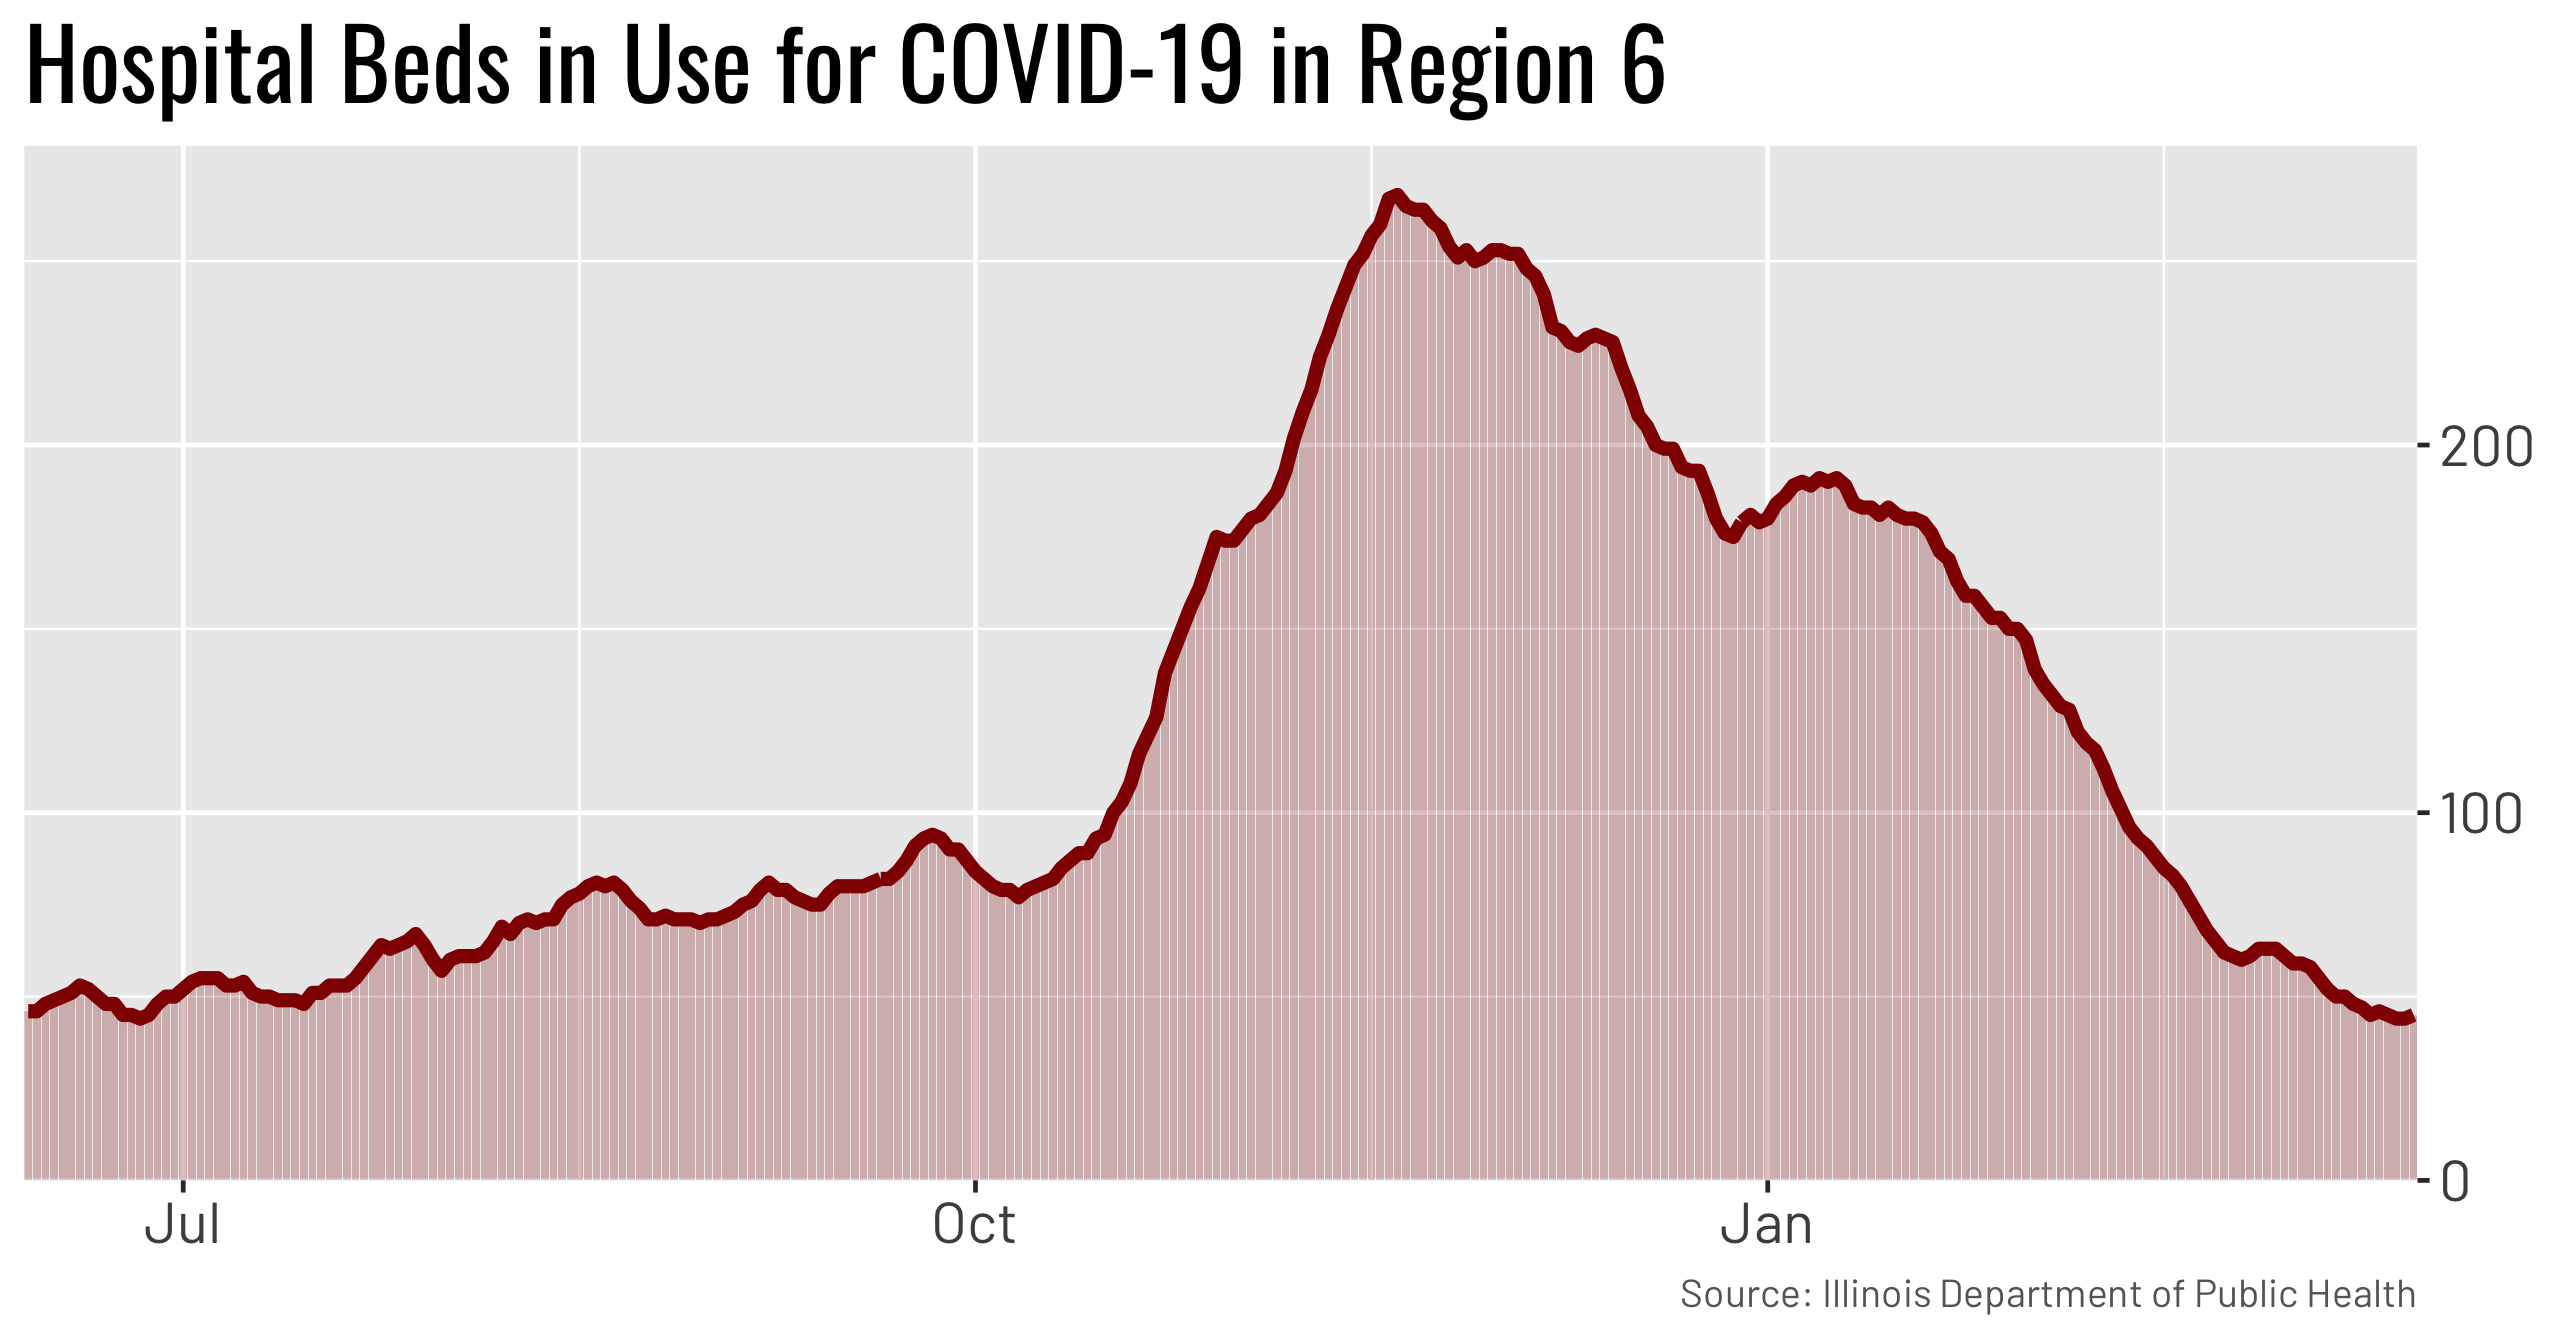 Hospital Beds in Use for COVID-19 in Region 6
200
100
0
Jul Oct Jan
Source: Illinois Department of Public Health